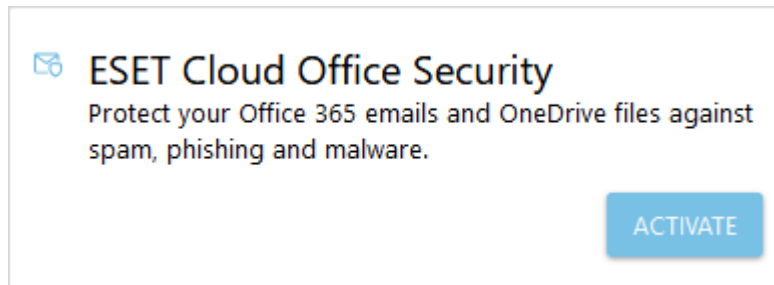 ESET Cloud Office Security
Protect your Office 365 emails and OneDrive files against
spam, phishing and malware.
ACTIVATE